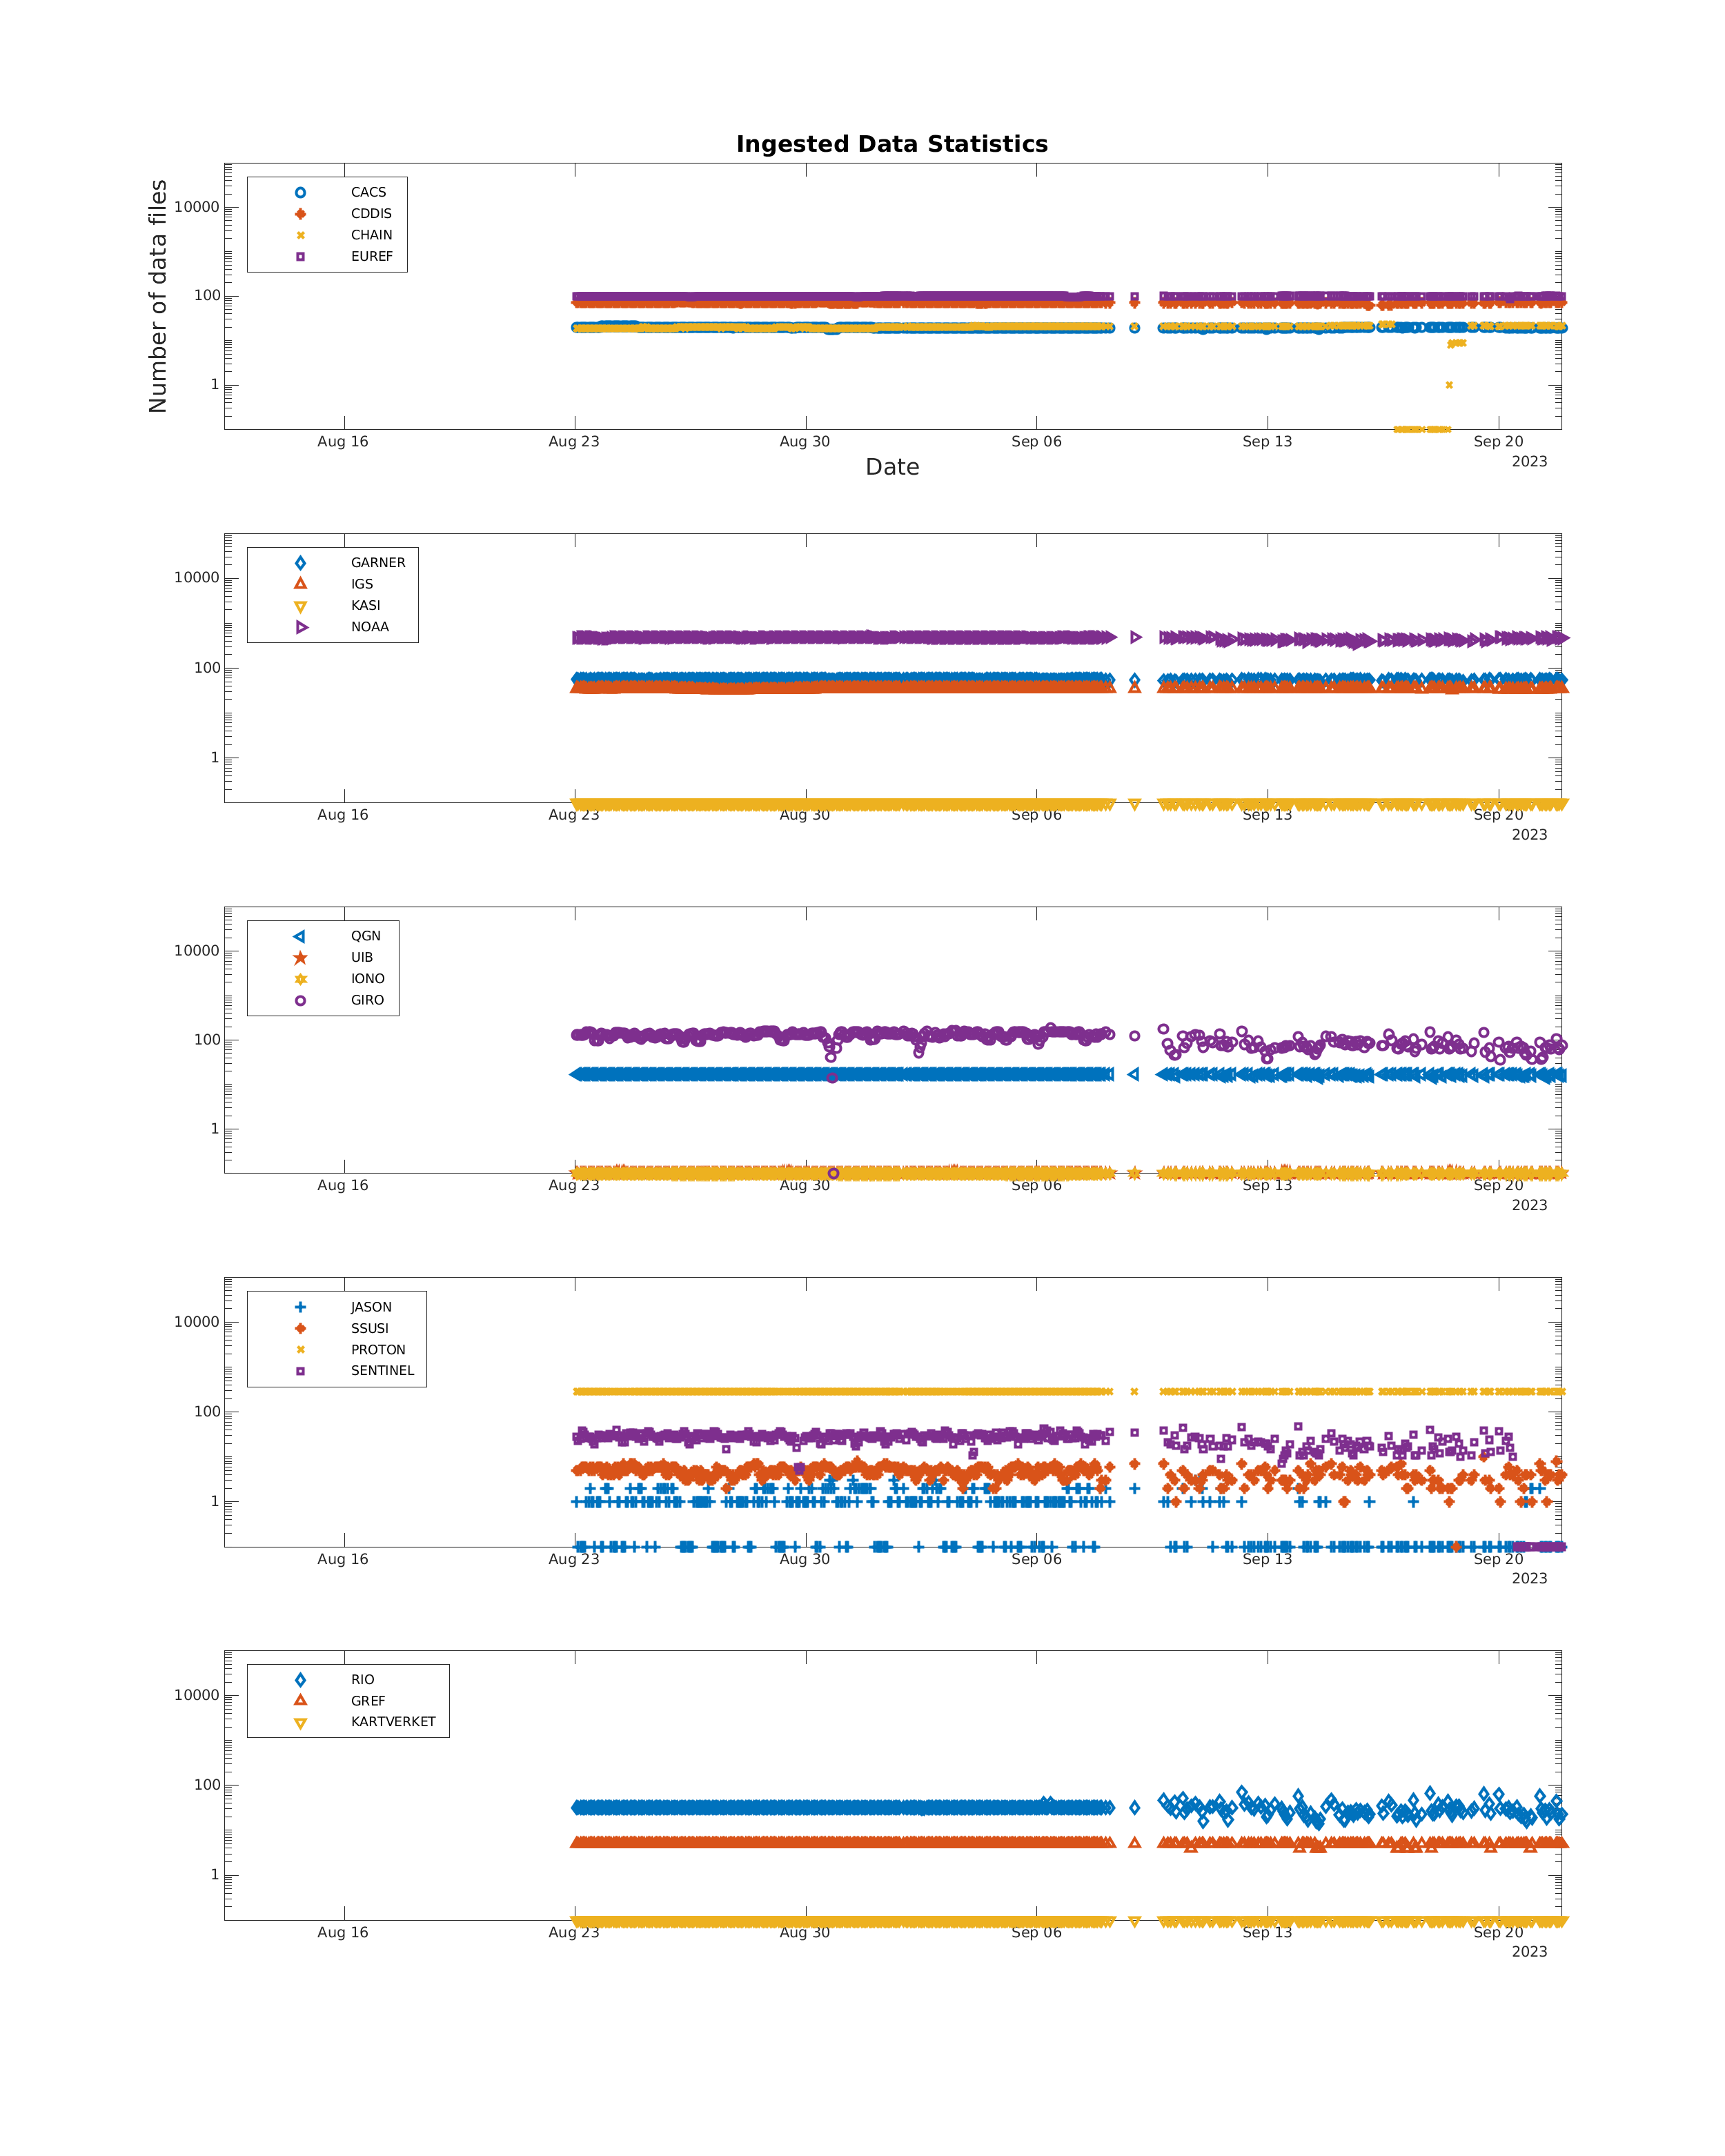 Ingested Data Statistics
Number of data files
10000
100
1
CACS
CDDIS
CHAIN
EUREF
Aug 16
Aug 23
Aug 30
Sep 06
Sep 13
Sep 20
2023
Date
10000
100
1
GARNER
IGS
KASI
NOAA
Aug 16
Aug 23
Aug 30
Sep 06
Sep 13
Sep 20
2023
10000
100
1
QGN
UIB
IONO
GIRO
Aug 16
Aug 23
Aug 30
Sep 06
Sep 13
Sep 20
2023
10000
100
1
JASON
SSUSI
PROTON
SENTINEL
Aug 16
Aug 23
Aug 30
Sep 06
Sep 13
Sep 20
2023
10000
100
1
RIO
GREF
KARTVERKET
Aug 16
Aug 23
Aug 30
Sep 06
Sep 13
Sep 20
2023